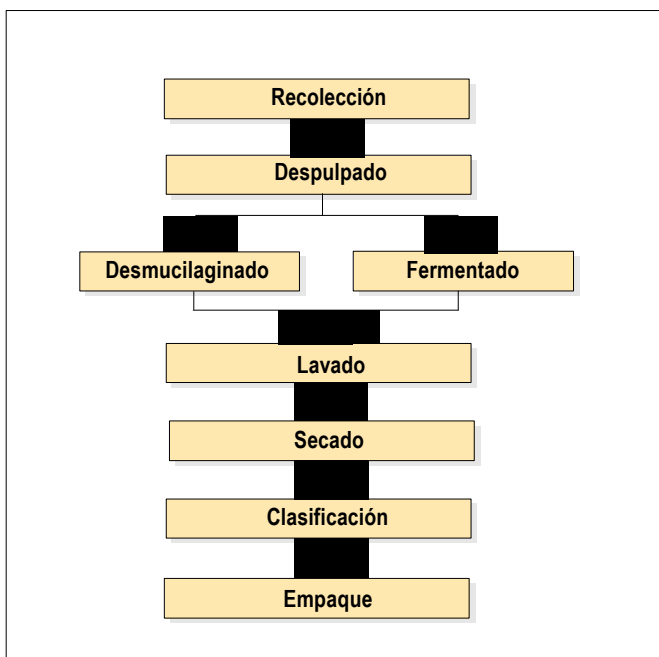 Recolección
Despulpado
Desmucilaginado
Fermentado
Lavado
Secado
Clasificación
Empaque